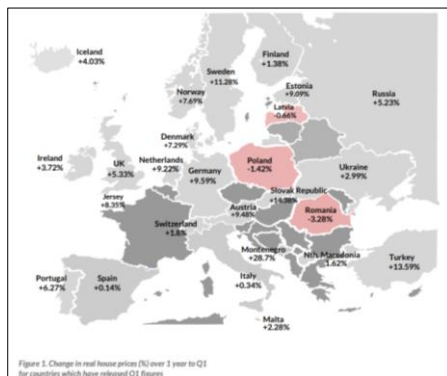 Iceland
+4.03%
Finland
+1.38%
Sweden
+11.28%
Norway
+7.69%
Estonia
+9.09%
Russia
+5.23%
Latvia
-0.66%
Denmark
+7.29%
Ireland
+3.72%
UK
+5.33%
Netherlands
+9.22%
Germany
+9.59%
Poland
-1.42%
Ukraine
+2.99%
Jersey
+8.35%
Slovak Republic
+14.38%
Austria
+9.48%
Switzerland
+1.8%
Romania
-3.28%
Montenegro
+28.7%
Nth Macedonia
1.62%
Turkey
+13.59%
Portugal
+6.27%
Spain
+0.14%
Italy
+0.34%
Malta
+2.28%
Figure 1. Change in real house prices (%) over 1 year to Q1
for countries which have released Q1 figures